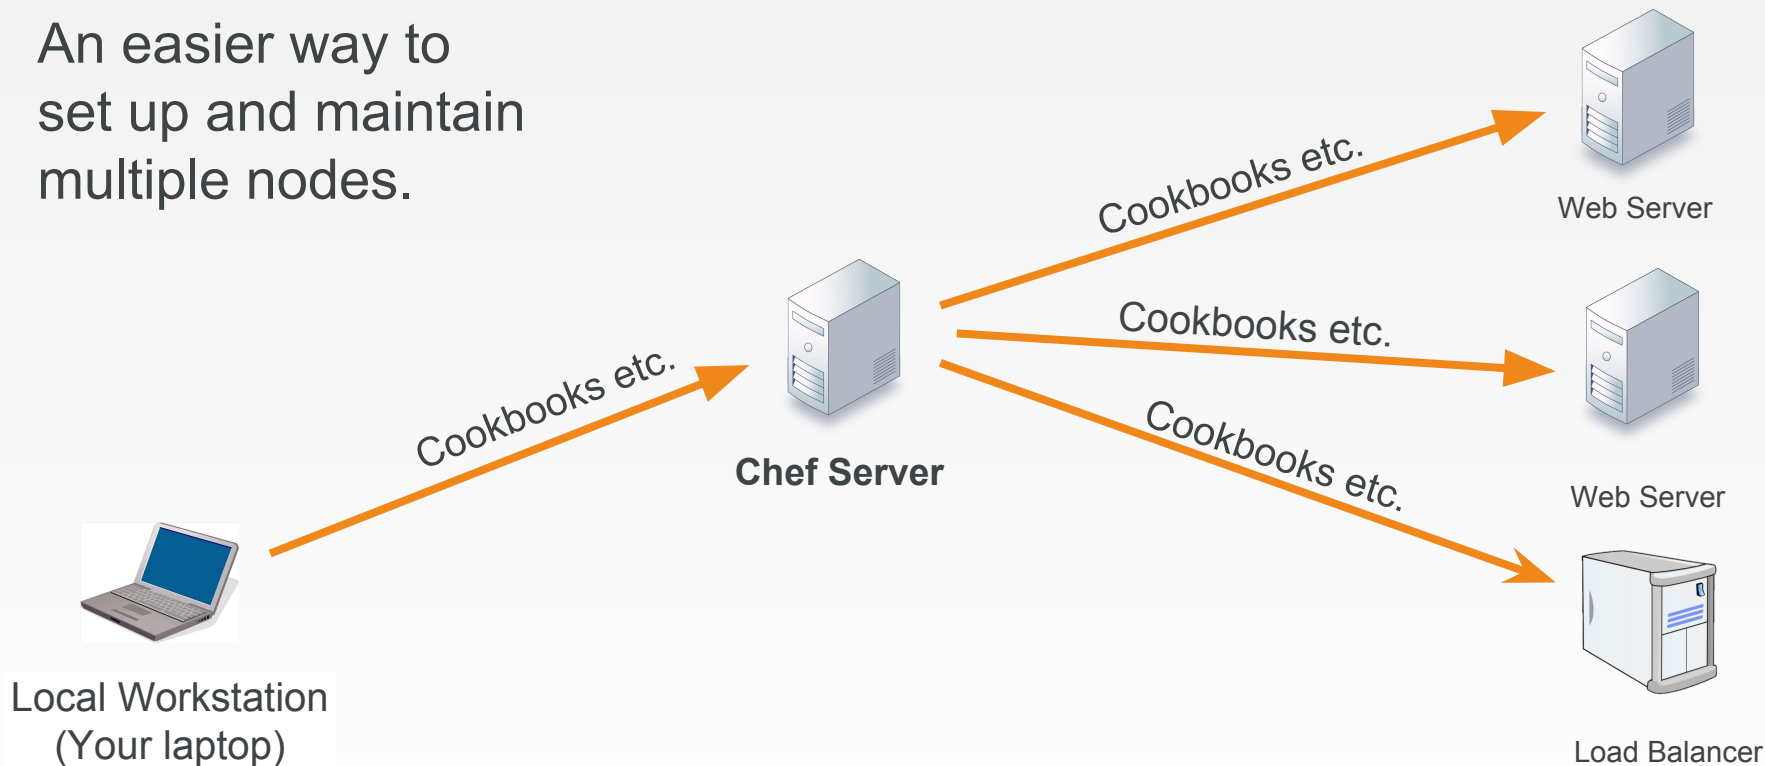 An easier way to
set up and maintain
multiple nodes.
Cookbooks etc.
Web Server
Cookbooks etc.
Cookbooks etc.
Chef Server
Cookbooks etc.
Web Server
Local Workstation
(Your laptop)
Load Balancer